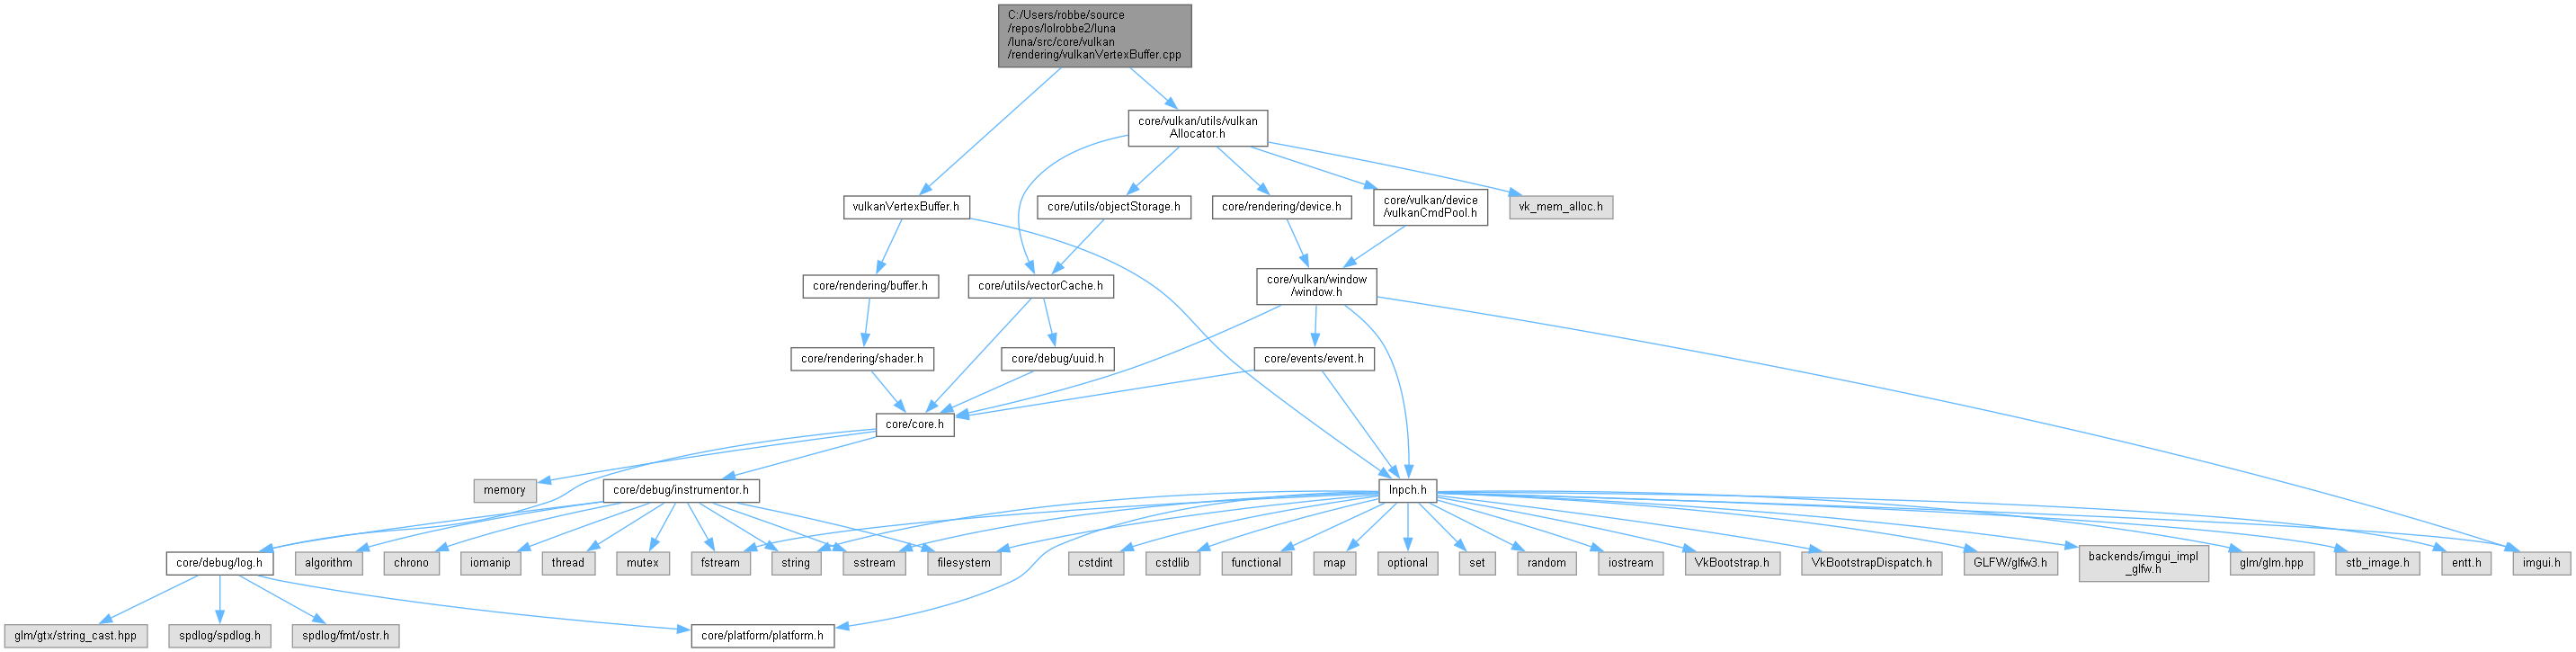 C:/Users/robbe/source
/repos/lolrobbe2/luna
/luna/src/core/vulkan
/rendering/vulkanVertexBuffer.cpp
core/vulkan/utils/vulkan
Allocator.h
vulkanVertexBuffer.h
core/utils/objectStorage.h
core/rendering/device.h
core/vulkan/device
/vulkanCmdPool.h
vk_mem_alloc.h
core/rendering/buffer.h
core/utils/vectorCache.h
core/vulkan/window
/window.h
core/rendering/shader.h
core/debug/uuid.h
core/events/event.h
core/core.h
memory
core/debug/instrumentor.h
lnpch.h
core/debug/log.h
algorithm
chrono
iomanip
thread
mutex
fstream
string
sstream
filesystem
cstdint
cstdlib
functional
map
optional
set
random
iostream
VkBootstrap.h
VkBootstrapDispatch.h
GLFW/glfw3.h
backends/imgui_impl
_glfw.h
glm/glm.hpp
stb_image.h
entt.h
imgui.h
glm/gtx/string_cast.hpp
spdlog/spdlog.h
spdlog/fmt/ostr.h
core/platform/platform.h